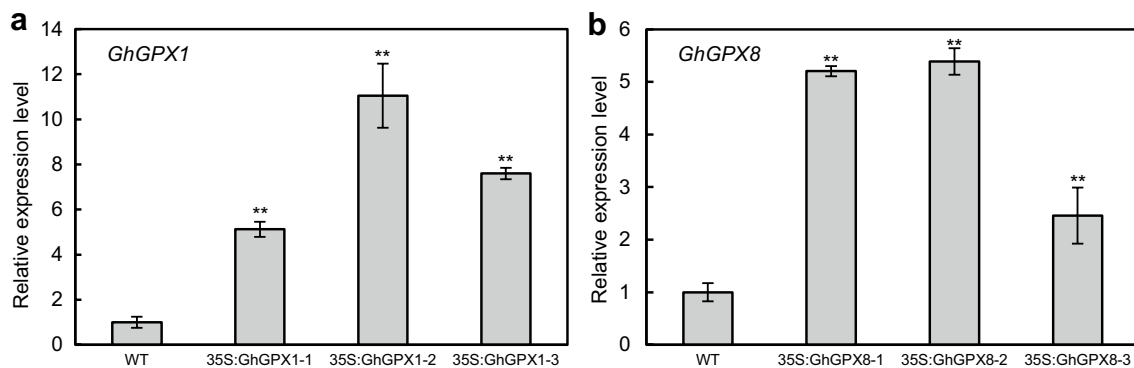 a
GhGPX1
Relative expression level
14
12
10
8
6
4
2
0
**
**
**
WT
35S:GhGPX1-1
35S:GhGPX1-2
35S:GhGPX1-3
b
GhGPX8
Relative expression level
6
5
4
3
2
1
0
**
**
**
WT
35S:GhGPX8-1
35S:GhGPX8-2
35S:GhGPX8-3